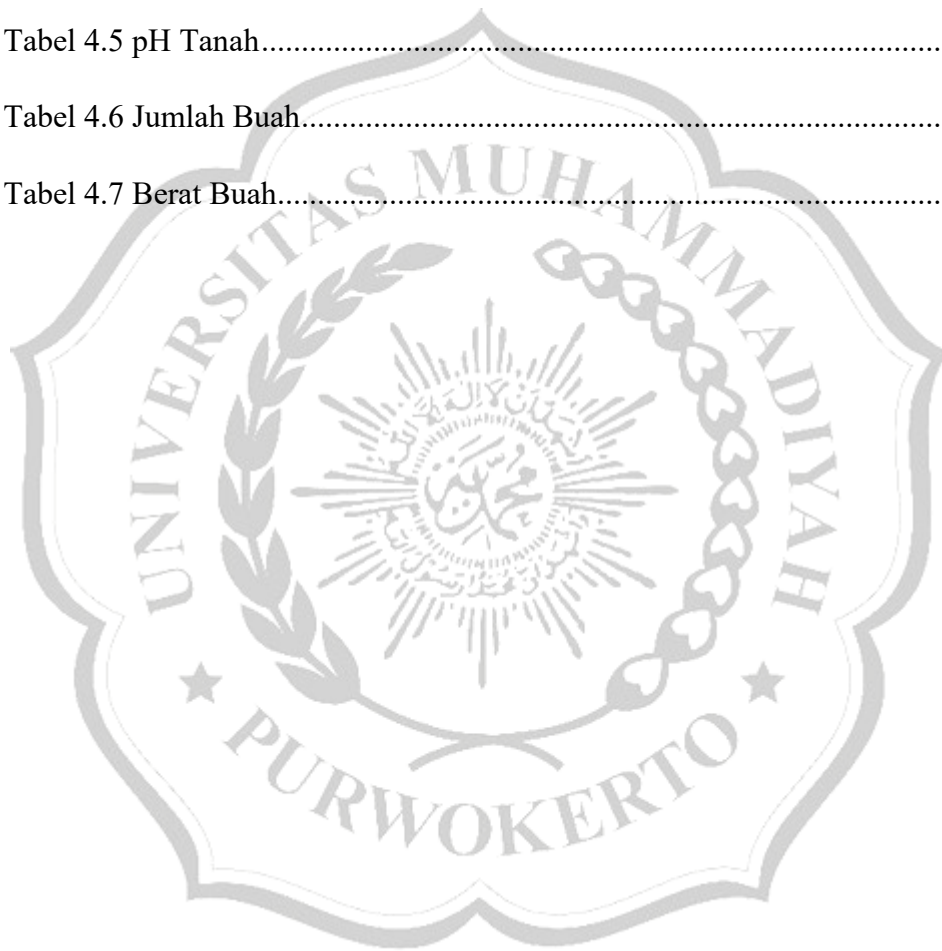 Tabel 4.5 pH Tanah....................................................................................
Tabel 4.6 Jumlah Buah...............................................................................
Tabel 4.7 Berat Buah..................................................................................
UNIVERSITAS MUHAMMADIYAH
PURWOKERTO